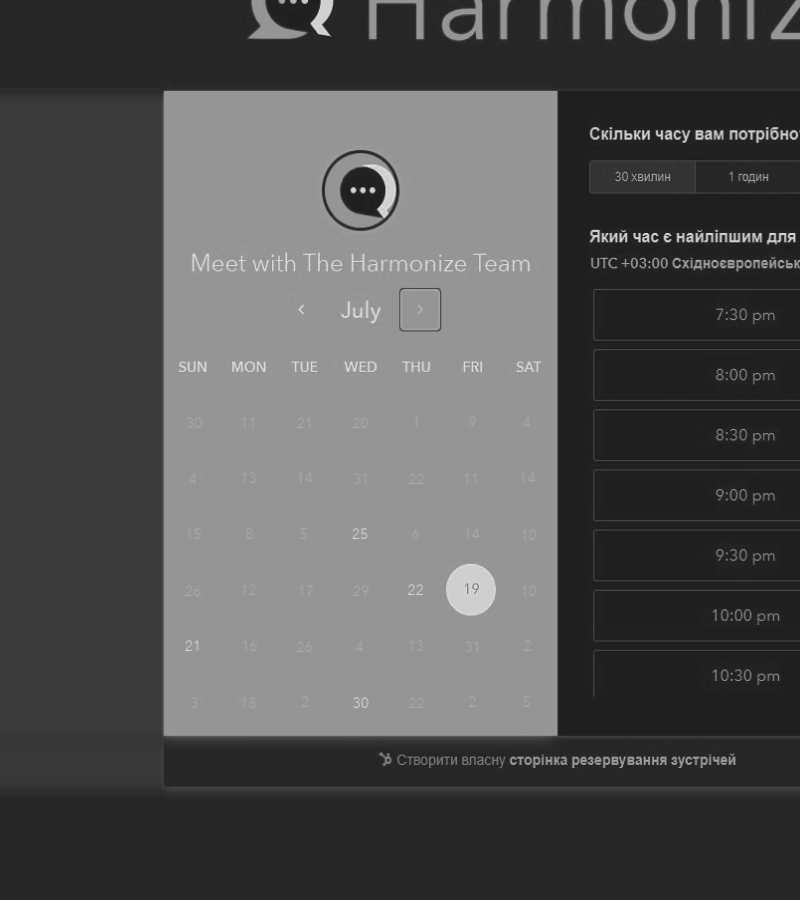 Harmoniz
Meet with The Harmonize Team
July
SUN MON TUE WED THU FRI SAT
30 11 21 20 1 9 4
4 13 14 31 22 11 14
15 8 5 25 6 14 10
26 12 17 29 22 19 10
21 16 26 4 13 31 2
3 18 2 30 22 2 5
Скільки часу вам потрібно
30 хвилин 1 годин
Який час є найліпшим для
UTC +03:00 Східноєвропейськ
7:30 pm
8:00 pm
8:30 pm
9:00 pm
9:30 pm
10:00 pm
10:30 pm
Створити власну сторінка резервування зустрічей